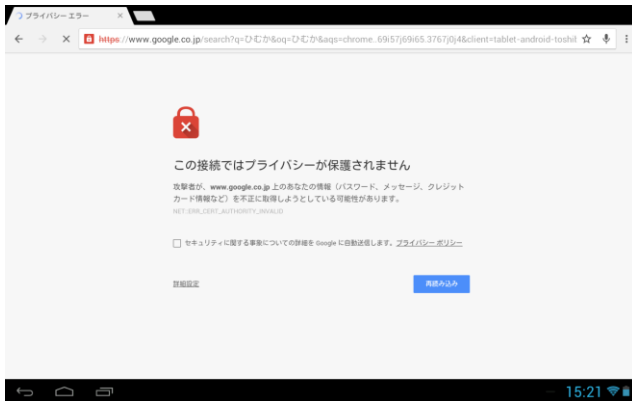 プライバシーエラー
https://www.google.co.jp/search?q=ひむか&oq=ひむか&aqs=chrome..69i57j69i65.3767j0j4&client=tablet-android-toshib
この接続ではプライバシーが保護されません
攻撃者が、www.google.co.jp 上のあなたの情報（パスワード、メッセージ、クレジット
カード情報など）を不正に取得しようとしている可能性があります。
NET::ERR_CERT_AUTHORITY_INVALID
セキュリティに関する事象についての詳細を Google に自動送信します。プライバシー ポリシー
詳細設定
再読み込み
15:21